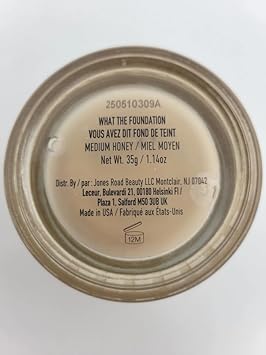 250510309A
WHAT THE FOUNDATION
VOUS AVEZ DIT FOND DE TEINT
MEDIUM HONEY / MIEL MOYEN
Net Wt. 35g / 1.14oz
Distr. By / par : Jones Road Beauty LLC Montclair, NJ 07042
Leceur, Bulevardi 21, 00180 Helsinki FI /
Plaza 1, Salford M50 3UB UK
Made in USA / Fabriqué aux États-Unis
12M